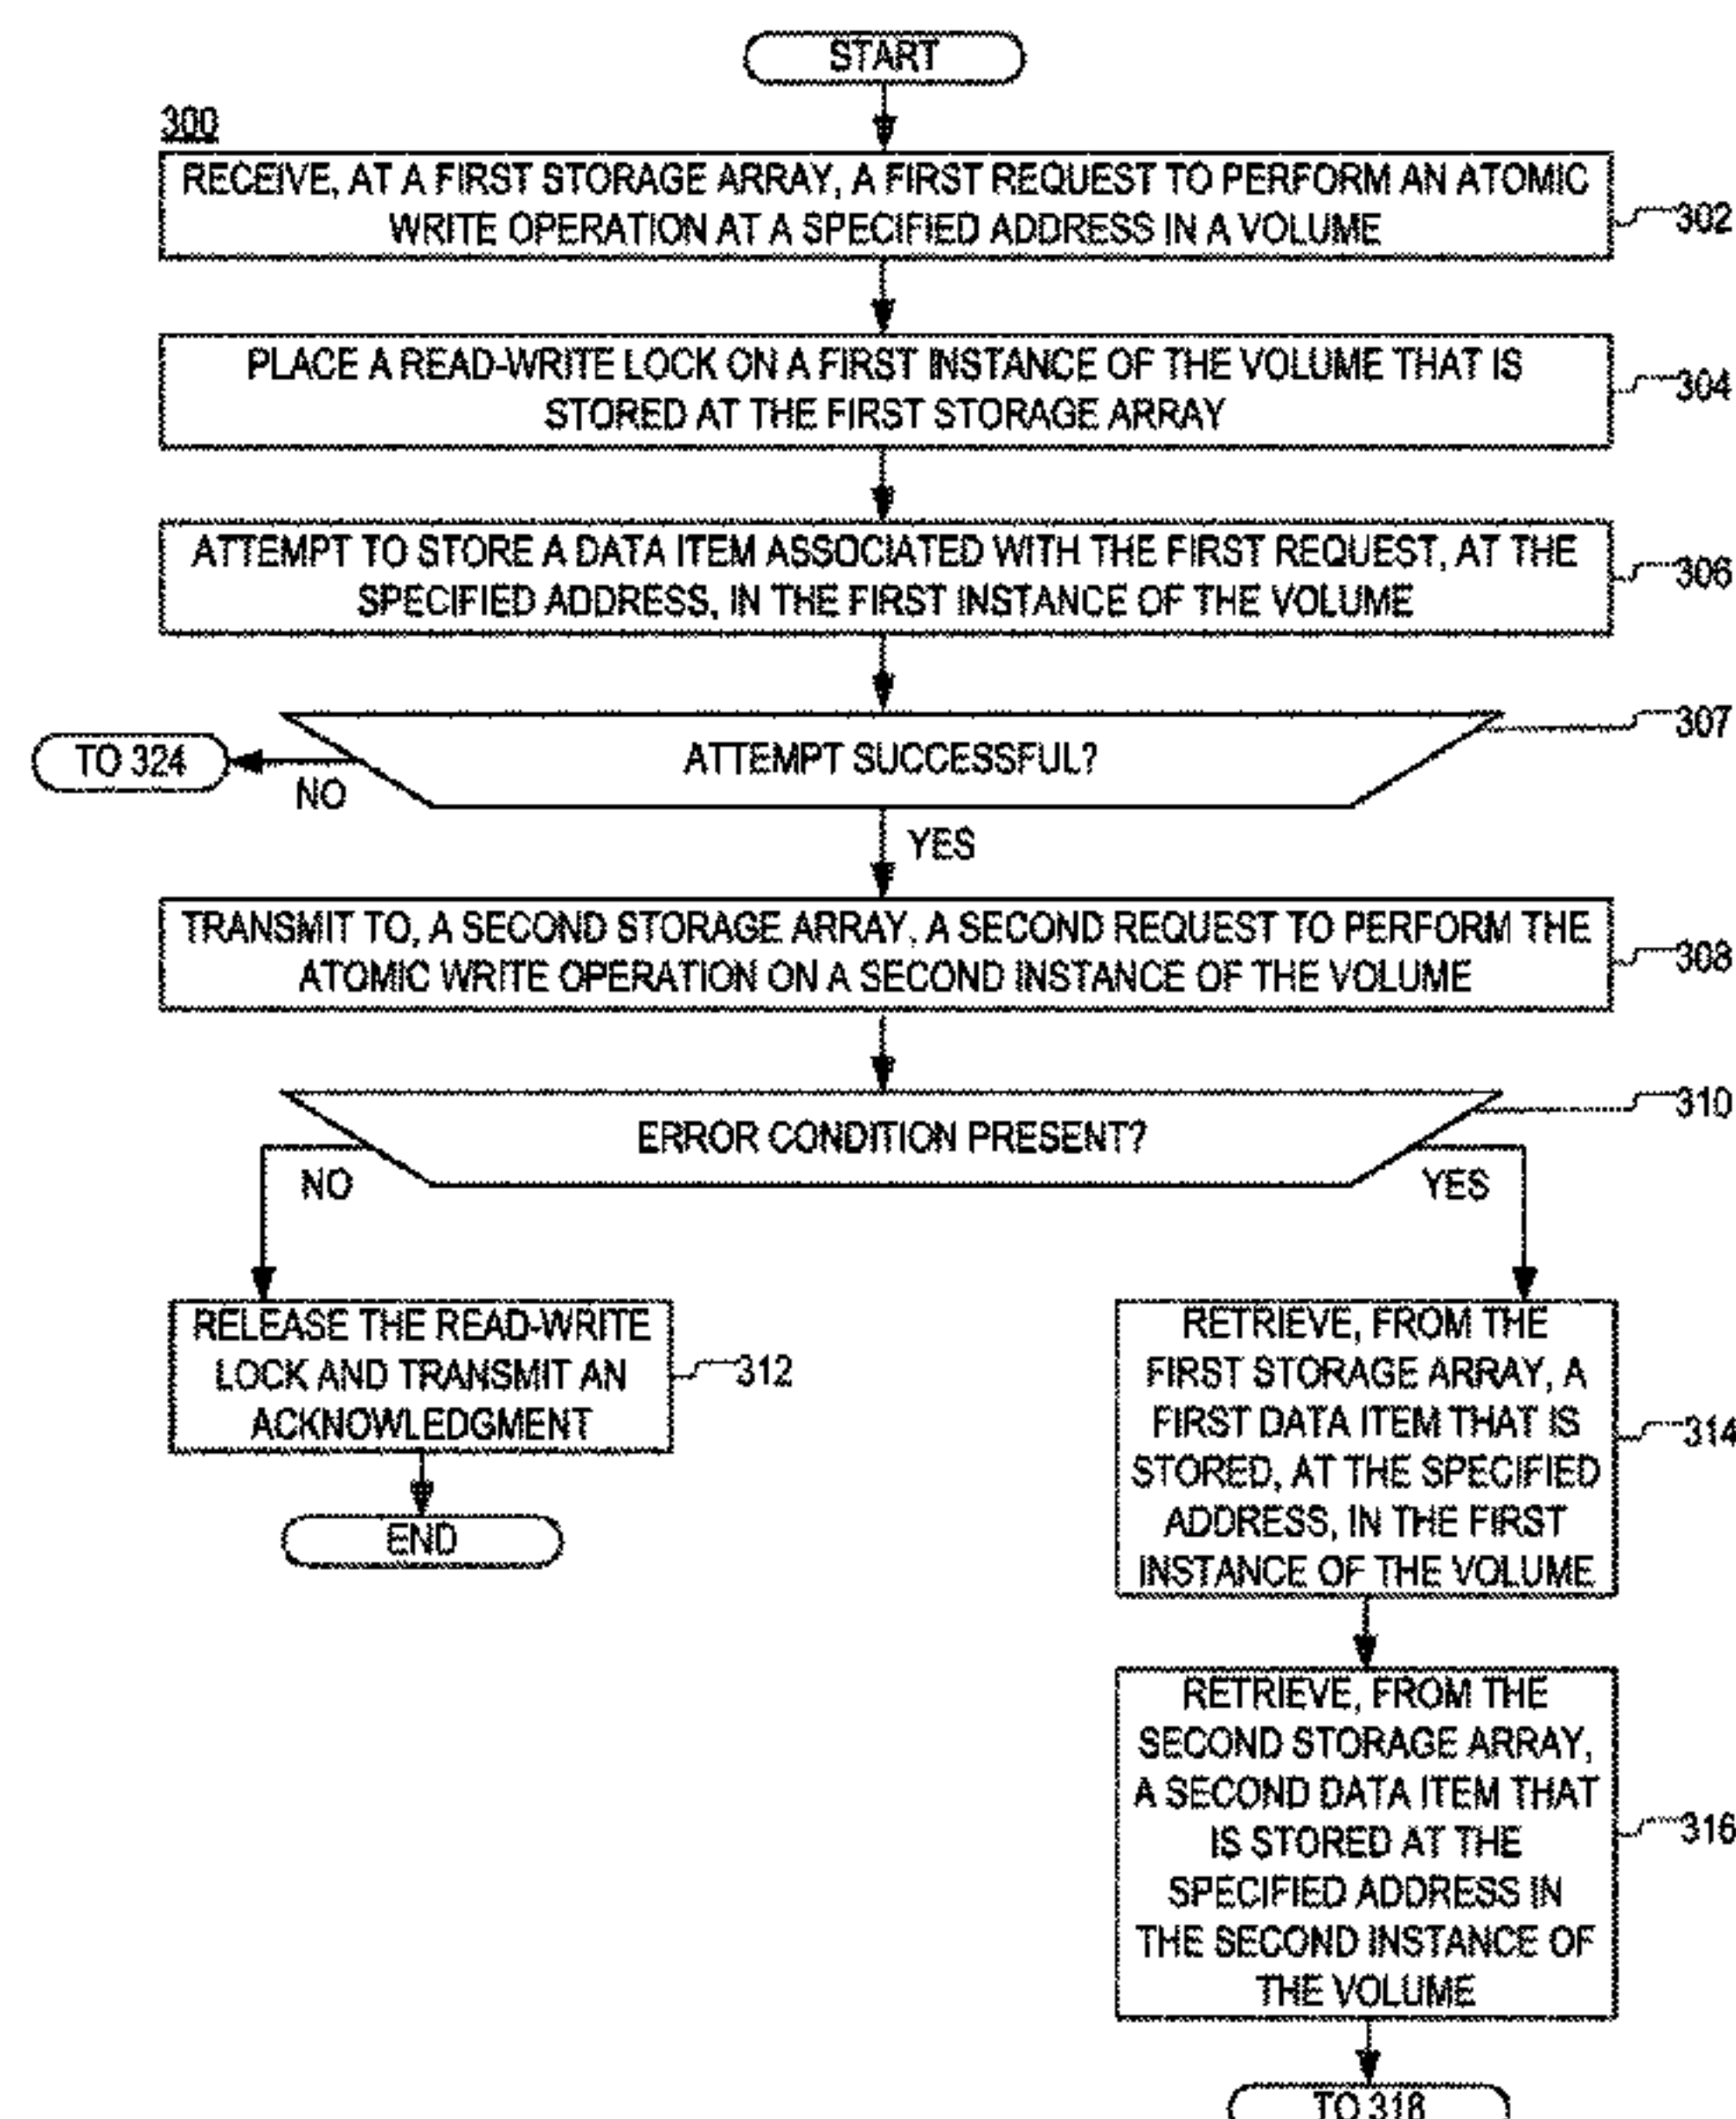 START
300
RECEIVE, AT A FIRST STORAGE ARRAY, A FIRST REQUEST TO PERFORM AN ATOMIC
WRITE OPERATION AT A SPECIFIED ADDRESS IN A VOLUME
302
PLACE A READ-WRITE LOCK ON A FIRST INSTANCE OF THE VOLUME THAT IS
STORED AT THE FIRST STORAGE ARRAY
304
ATTEMPT TO STORE A DATA ITEM ASSOCIATED WITH THE FIRST REQUEST, AT THE
SPECIFIED ADDRESS, IN THE FIRST INSTANCE OF THE VOLUME
306
307
TO 324
ATTEMPT SUCCESSFUL?
NO
YES
TRANSMIT TO, A SECOND STORAGE ARRAY, A SECOND REQUEST TO PERFORM THE
ATOMIC WRITE OPERATION ON A SECOND INSTANCE OF THE VOLUME
308
310
ERROR CONDITION PRESENT?
NO
YES
RELEASE THE READ-WRITE
LOCK AND TRANSMIT AN
ACKNOWLEDGMENT
312
END
RETRIEVE, FROM THE
FIRST STORAGE ARRAY, A
FIRST DATA ITEM THAT IS
STORED, AT THE SPECIFIED
ADDRESS, IN THE FIRST
INSTANCE OF THE VOLUME
314
RETRIEVE, FROM THE
SECOND STORAGE ARRAY,
A SECOND DATA ITEM THAT
IS STORED AT THE
SPECIFIED ADDRESS IN
THE SECOND INSTANCE OF
THE VOLUME
316
TO 318